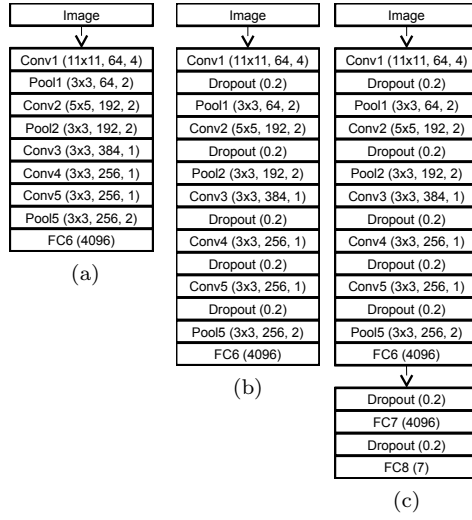 Image
Conv1 (11x11, 64, 4)
Pool1 (3x3, 64, 2)
Conv2 (5x5, 192, 2)
Pool2 (3x3, 192, 2)
Conv3 (3x3, 384, 1)
Conv4 (3x3, 256, 1)
Conv5 (3x3, 256, 1)
Pool5 (3x3, 256, 2)
FC6 (4096)
(a)
Image
Conv1 (11x11, 64, 4)
Dropout (0.2)
Pool1 (3x3, 64, 2)
Conv2 (5x5, 192, 2)
Dropout (0.2)
Pool2 (3x3, 192, 2)
Conv3 (3x3, 384, 1)
Dropout (0.2)
Conv4 (3x3, 256, 1)
Dropout (0.2)
Conv5 (3x3, 256, 1)
Dropout (0.2)
Pool5 (3x3, 256, 2)
FC6 (4096)
(b)
Image
Conv1 (11x11, 64, 4)
Dropout (0.2)
Pool1 (3x3, 64, 2)
Conv2 (5x5, 192, 2)
Dropout (0.2)
Pool2 (3x3, 192, 2)
Conv3 (3x3, 384, 1)
Dropout (0.2)
Conv4 (3x3, 256, 1)
Dropout (0.2)
Conv5 (3x3, 256, 1)
Dropout (0.2)
Pool5 (3x3, 256, 2)
FC6 (4096)
Dropout (0.2)
FC7 (4096)
Dropout (0.2)
FC8 (7)
(c)